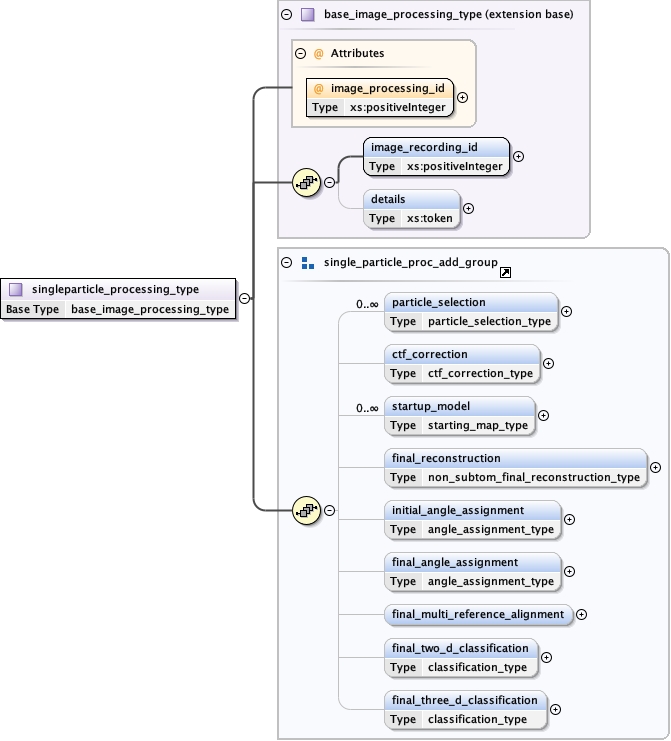 base_image_processing_type (extension base)
@ Attributes
@ image_processing_id
Type xs:positiveInteger
image_recording_id
Type xs:positiveInteger
details
Type xs:token
singleparticle_processing_type
Base Type base_image_processing_type
single_particle_proc_add_group
0..∞ particle_selection
Type particle_selection_type
ctf_correction
Type ctf_correction_type
0..∞ startup_model
Type starting_map_type
final_reconstruction
Type non_subtom_final_reconstruction_type
initial_angle_assignment
Type angle_assignment_type
final_angle_assignment
Type angle_assignment_type
final_multi_reference_alignment
final_two_d_classification
Type classification_type
final_three_d_classification
Type classification_type